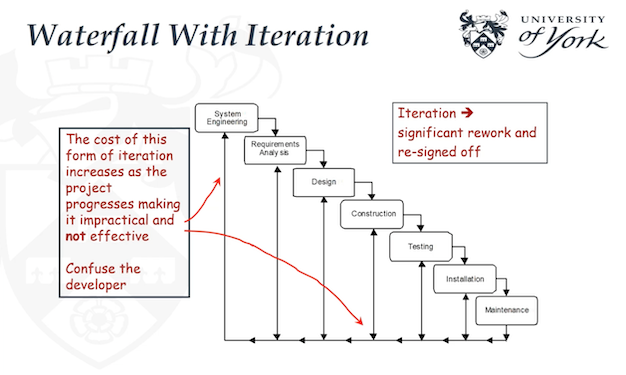 Waterfall With Iteration
UNIVERSITY
of York
System
Engineering
Requirements
Analysis
Design
Construction
Testing
Installation
Maintenance
Iteration ➔
significant rework and
re-signed off
The cost of this
form of iteration
increases as the
project
progresses making
it impractical and
not effective
Confuse the
developer